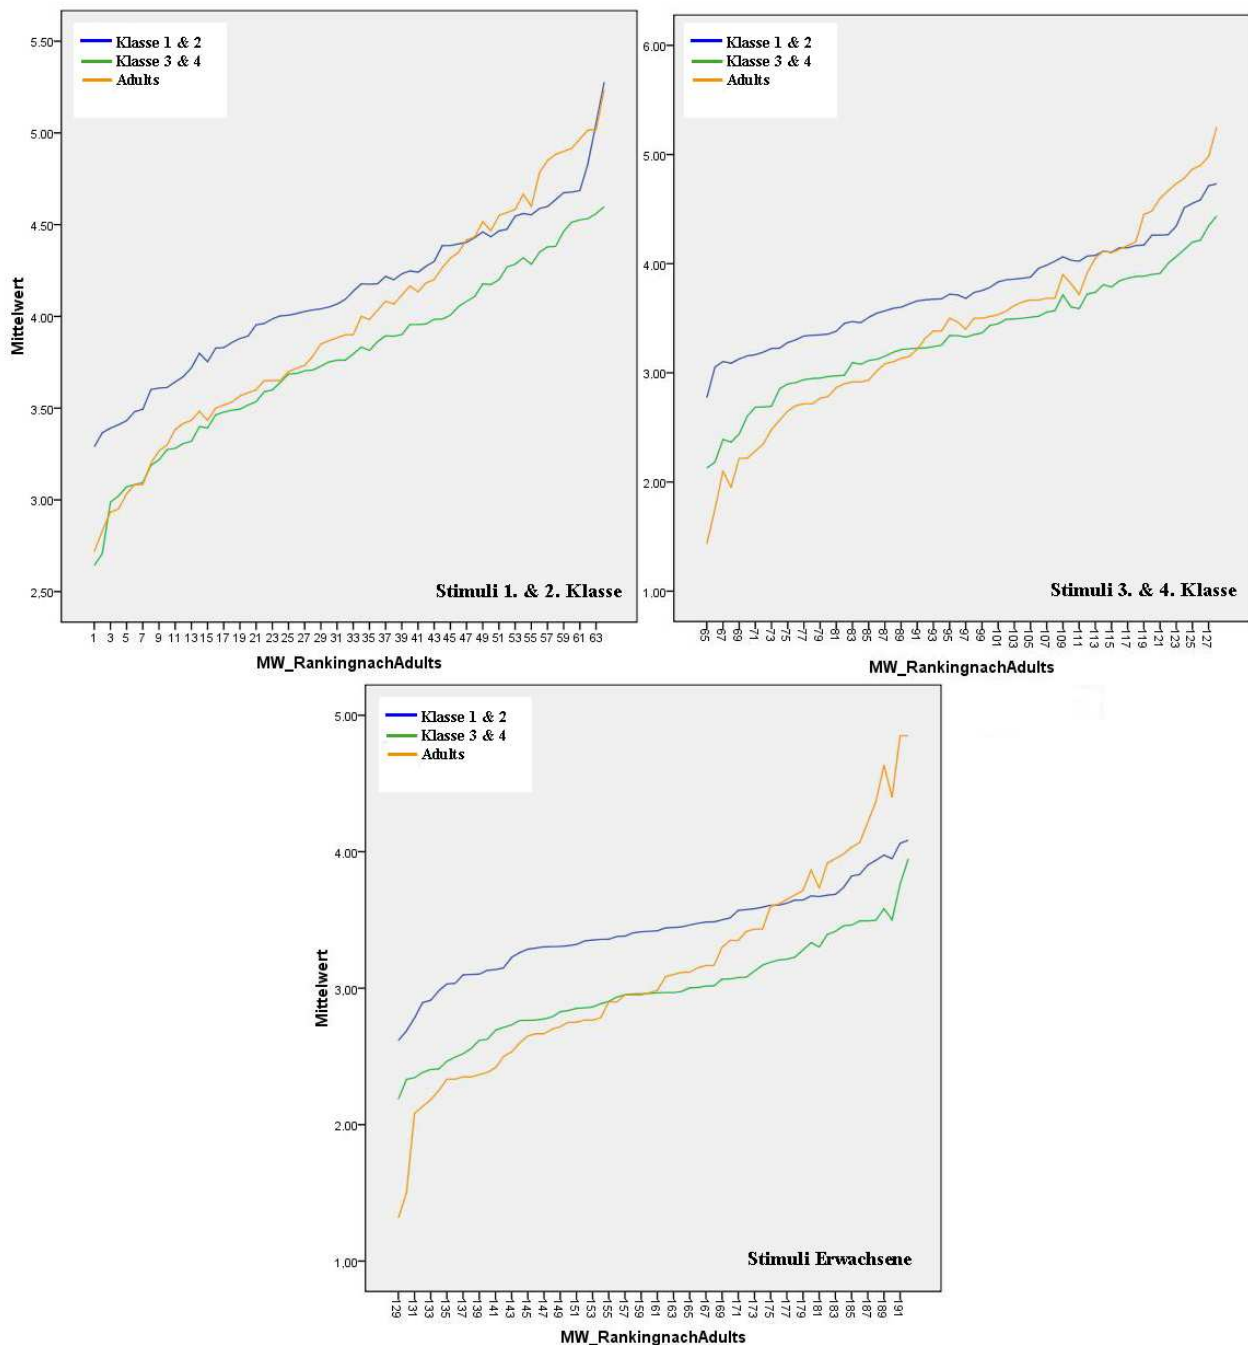 Klasse 1 & 2
Klasse 3 & 4
Adults
5.50
5.00
4.50
4.00
3.50
3.00
2.50
Mittelwert
Stimuli 1. & 2. Klasse
1 3 5 7 9 11 13 15 17 19 21 23 25 27 29 31 33 35 37 39 41 43 45 47 49 51 53 55 57 59 61 63
MW_RankingnachAdults
Klasse 1 & 2
Klasse 3 & 4
Adults
6.00
5.00
4.00
3.00
2.00
1.00
Stimuli 3. & 4. Klasse
65 67 69 71 73 75 77 79 81 83 85 87 89 91 93 95 97 99 101 103 105 107 109 111 113 115 117 119 121 123 125 127
MW_RankingnachAdults
Klasse 1 & 2
Klasse 3 & 4
Adults
5.00
4.00
3.00
2.00
1.00
Mittelwert
Stimuli Erwachsene
129 131 133 135 137 139 141 143 145 147 149 151 153 155 157 159 161 163 165 167 169 171 173 175 177 179 181 183 185 187 189 191
MW_RankingnachAdults